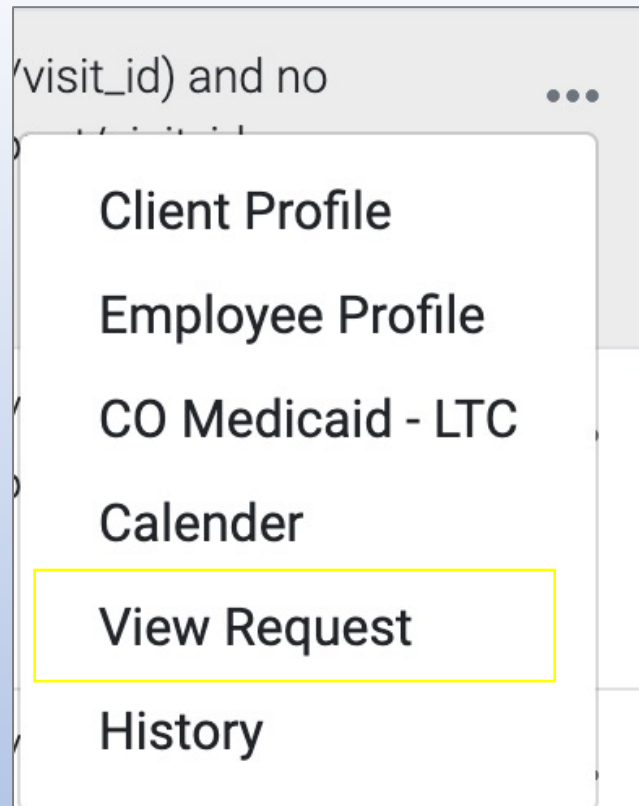 /visit_id) and no
•••
Client Profile
Employee Profile
CO Medicaid - LTC
Calender
View Request
History